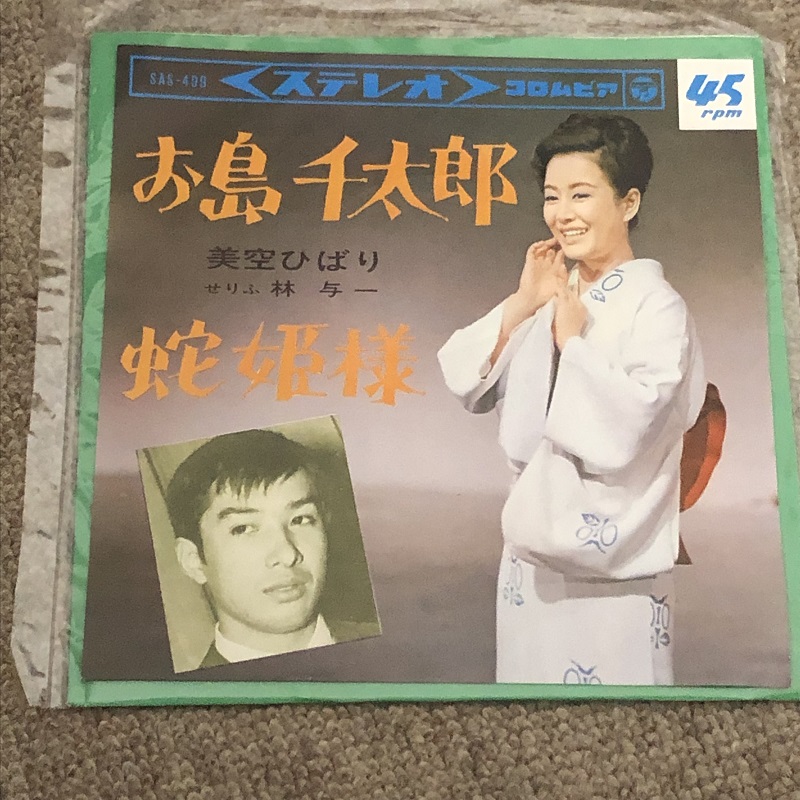 SAS-499 <ステレオ> コロムビア
45
rpm
お島千太郎
美空ひばり
せりふ 林 与一
蛇姫様